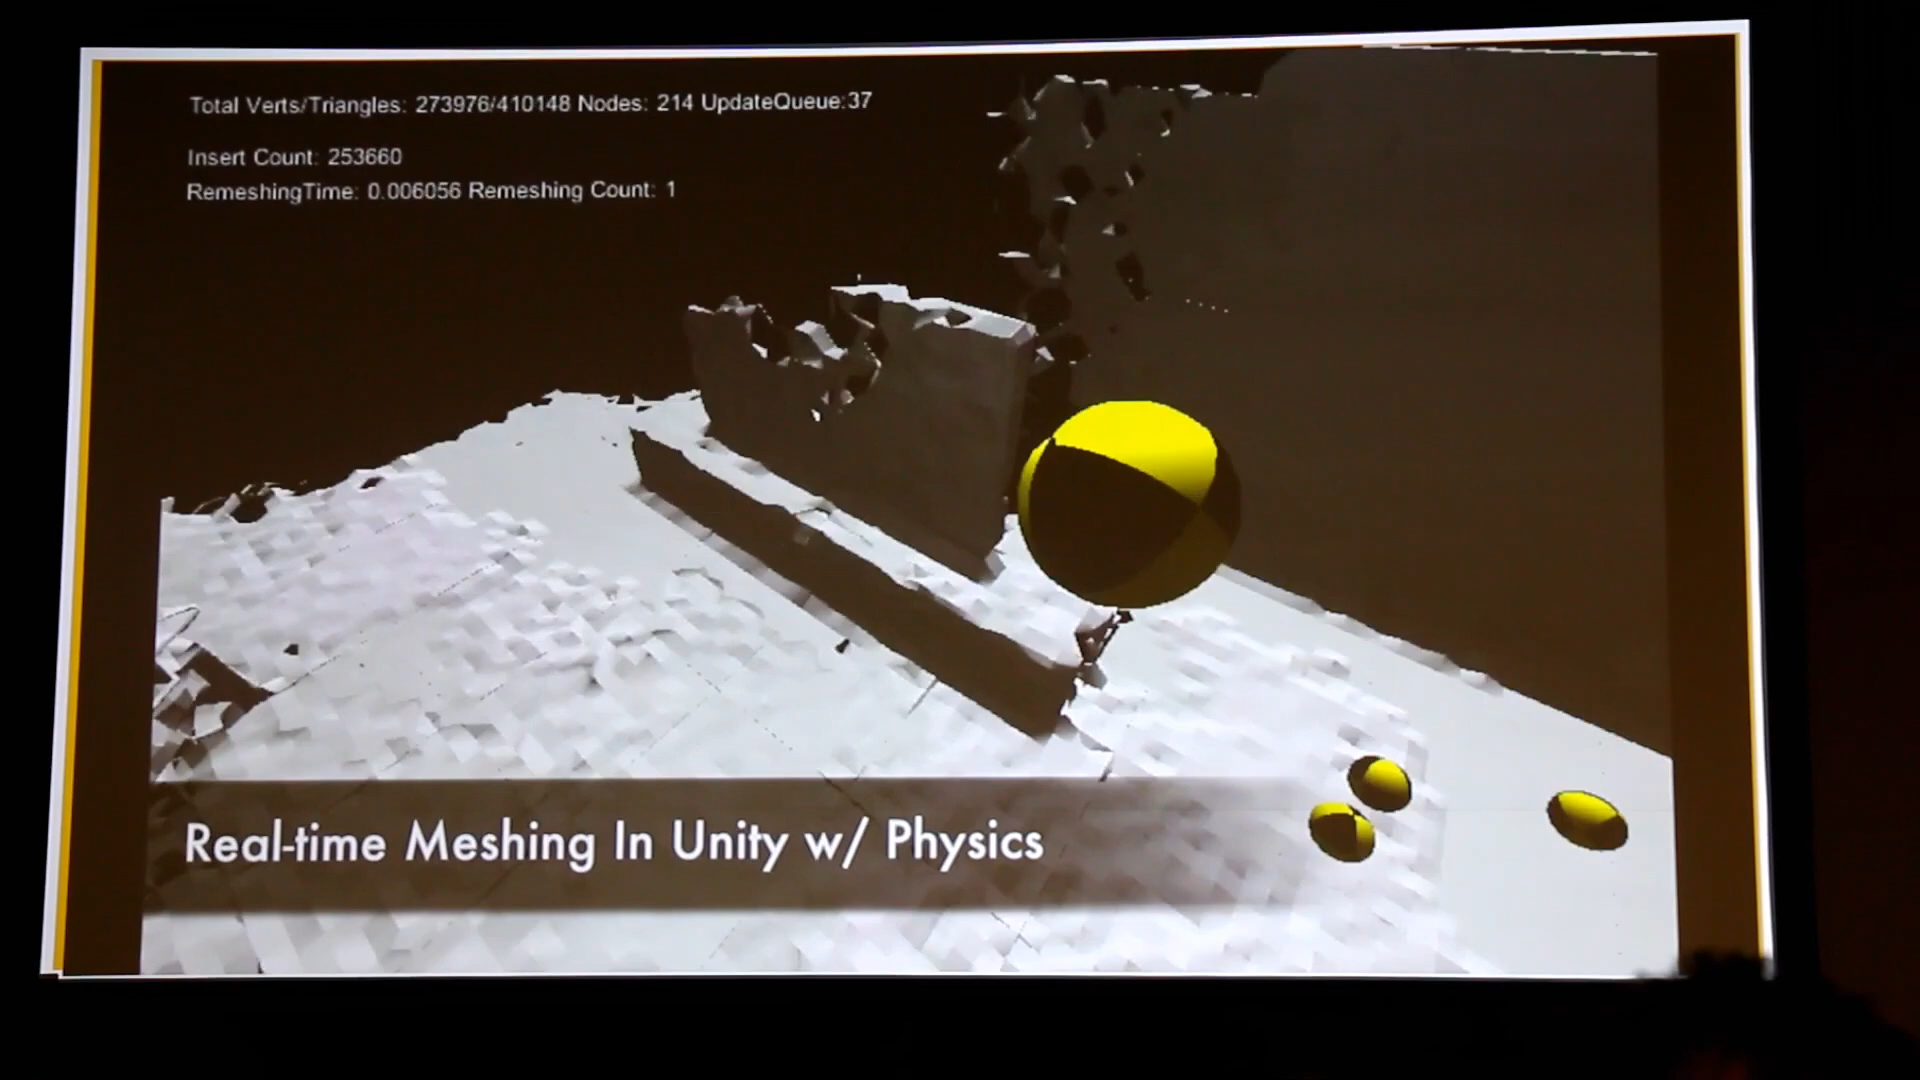 Total Verts/Triangles: 273976/410148 Nodes: 214 UpdateQueue:37
Insert Count: 253660
RemeshingTime: 0.006056 Remeshing Count: 1
Real-time Meshing In Unity w/ Physics